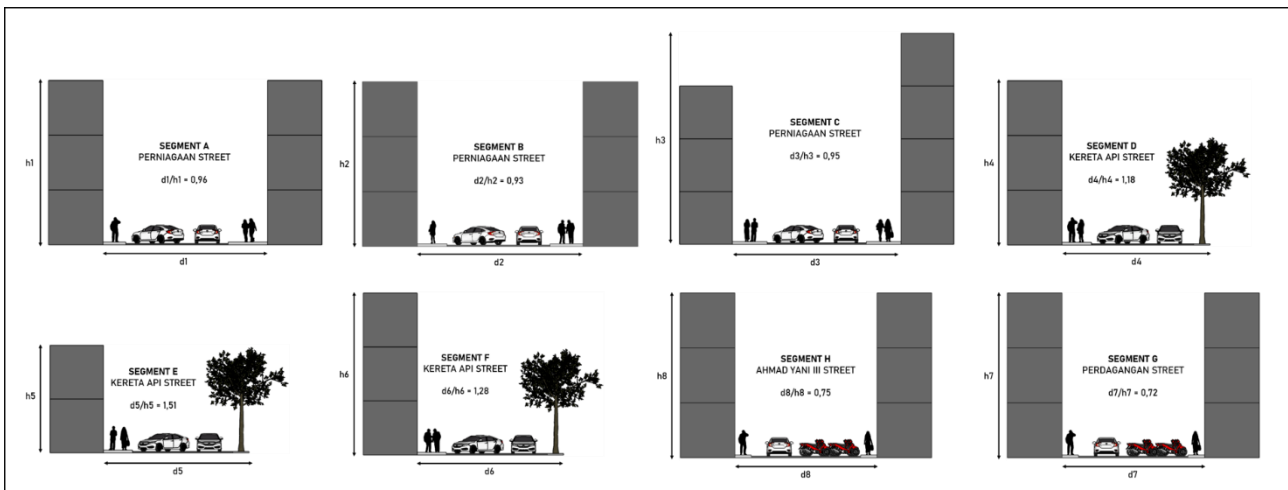 h1
SEGMENT A
PERNIAGAAN STREET
d1/h1 = 0,96
d1
h2
SEGMENT B
PERNIAGAAN STREET
d2/h2 = 0,93
d2
h3
SEGMENT C
PERNIAGAAN STREET
d3/h3 = 0,95
d3
h4
SEGMENT D
KERETA API STREET
d4/h4 = 1,18
d4
h5
SEGMENT E
KERETA API STREET
d5/h5 = 1,51
d5
h6
SEGMENT F
KERETA API STREET
d6/h6 = 1,28
d6
h8
SEGMENT H
AHMAD YANI III STREET
d8/h8 = 0,75
d8
h7
SEGMENT G
PERDAGANGAN STREET
d7/h7 = 0,72
d7